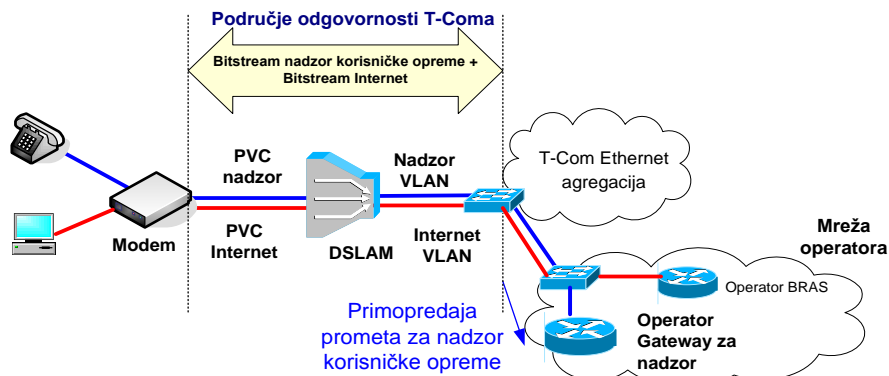 Područje odgovornosti T-Coma
Bitstream nadzor korisničke opreme +
Bitstream Internet
PVC
nadzor
Nadzor
VLAN
T-Com Ethernet
agregacija
Modem
PVC
Internet
DSLAM
Internet
VLAN
Mreža
operatora
Operator BRAS
Primopredaja
prometa za nadzor
korisničke opreme
Operator
Gateway za
nadzor